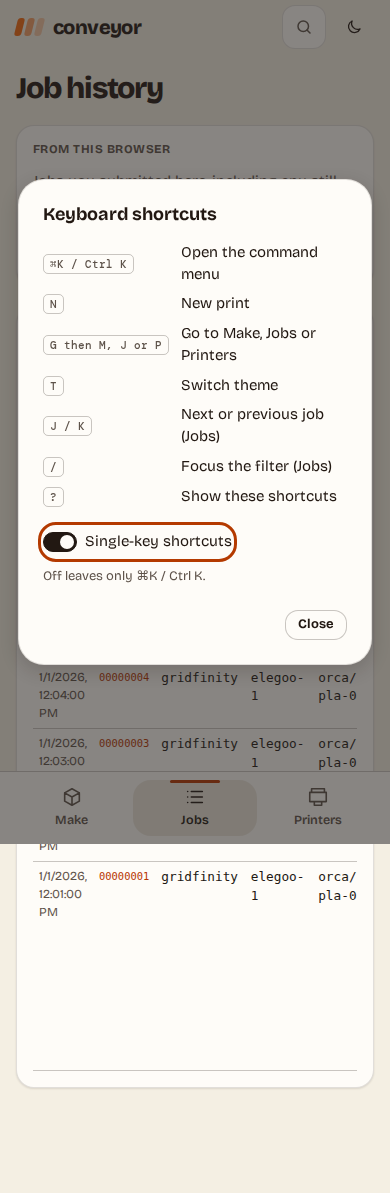 conveyor
Job history
FROM THIS BROWSER
Keyboard shortcuts
⌘K / Ctrl K
Open the command
menu
N
New print
G then M, J or P
Go to Make, Jobs or
Printers
T
Switch theme
J / K
Next or previous job
(Jobs)
/
Focus the filter (Jobs)
?
Show these shortcuts
Single-key shortcuts
Off leaves only ⌘K / Ctrl K.
Close
1/1/2026, 00000004 gridfinity elegoo- orca/
12:04:00 1 pla-0
PM
1/1/2026, 00000003 gridfinity elegoo- orca/
12:03:00 1 pla-0
Make
Jobs
Printers
PM
1/1/2026, 00000001 gridfinity elegoo- orca/
12:01:00 1 pla-0
PM